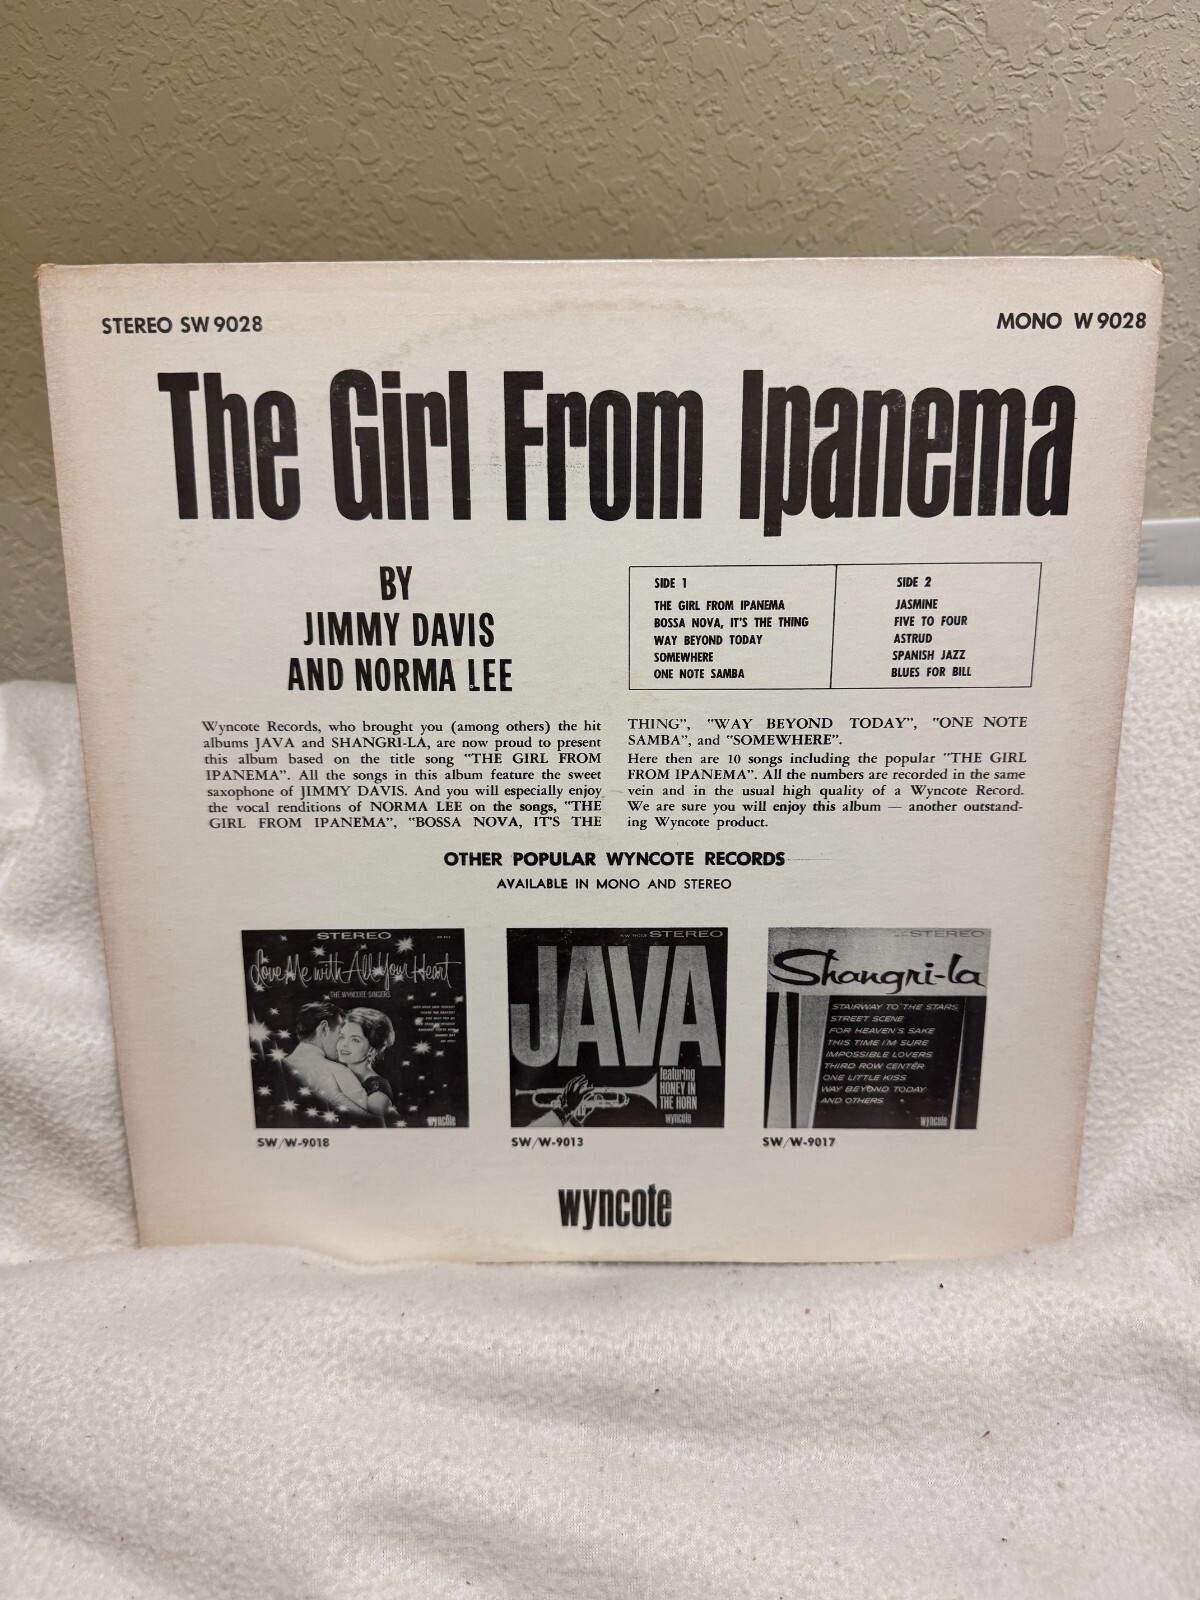 STEREO SW 9028
MONO W 9028
The Girl From Ipanema
BY
JIMMY DAVIS
AND NORMA LEE
SIDE 1
THE GIRL FROM IPANEMA
BOSSA NOVA, IT'S THE THING
WAY BEYOND TODAY
SOMEWHERE
ONE NOTE SAMBA
SIDE 2
JASMINE
FIVE TO FOUR
ASTRUD
SPANISH JAZZ
BLUES FOR BILL
Wyncote Records, who brought you (among others) the hit
albums JAVA and SHANGRI-LA, are now proud to present
this album based on the title song "THE GIRL FROM
IPANEMA". All the songs in this album feature the sweet
saxophone of JIMMY DAVIS. And you will especially enjoy
the vocal renditions of NORMA LEE on the songs, "THE
GIRL FROM IPANEMA", "BOSSA NOVA, IT'S THE
THING", "WAY BEYOND TODAY", "ONE NOTE
SAMBA", and "SOMEWHERE".
Here then are 10 songs including the popular "THE GIRL
FROM IPANEMA". All the numbers are recorded in the same
vein and in the usual high quality of a Wyncote Record.
We are sure you will enjoy this album — another outstand-
ing Wyncote product.
OTHER POPULAR WYNCOTE RECORDS
AVAILABLE IN MONO AND STEREO
STEREO
Love Me with All Your Heart
THE WYNCOTE SINGERS
wyncote
SW/W-9018
STEREO
JAVA
featuring
HONEY IN
THE HORN
wyncote
SW/W-9013
STEREO
Shangri-la
STAIRWAY TO THE STARS
STREET SCENE
FOR HEAVEN'S SAKE
THIS TIME I'M SURE
IMPOSSIBLE LOVERS
THIRD ROW CENTER
ONE LITTLE KISS
WAY BEYOND TODAY
AND OTHERS
wyncote
SW/W-9017
wyncote